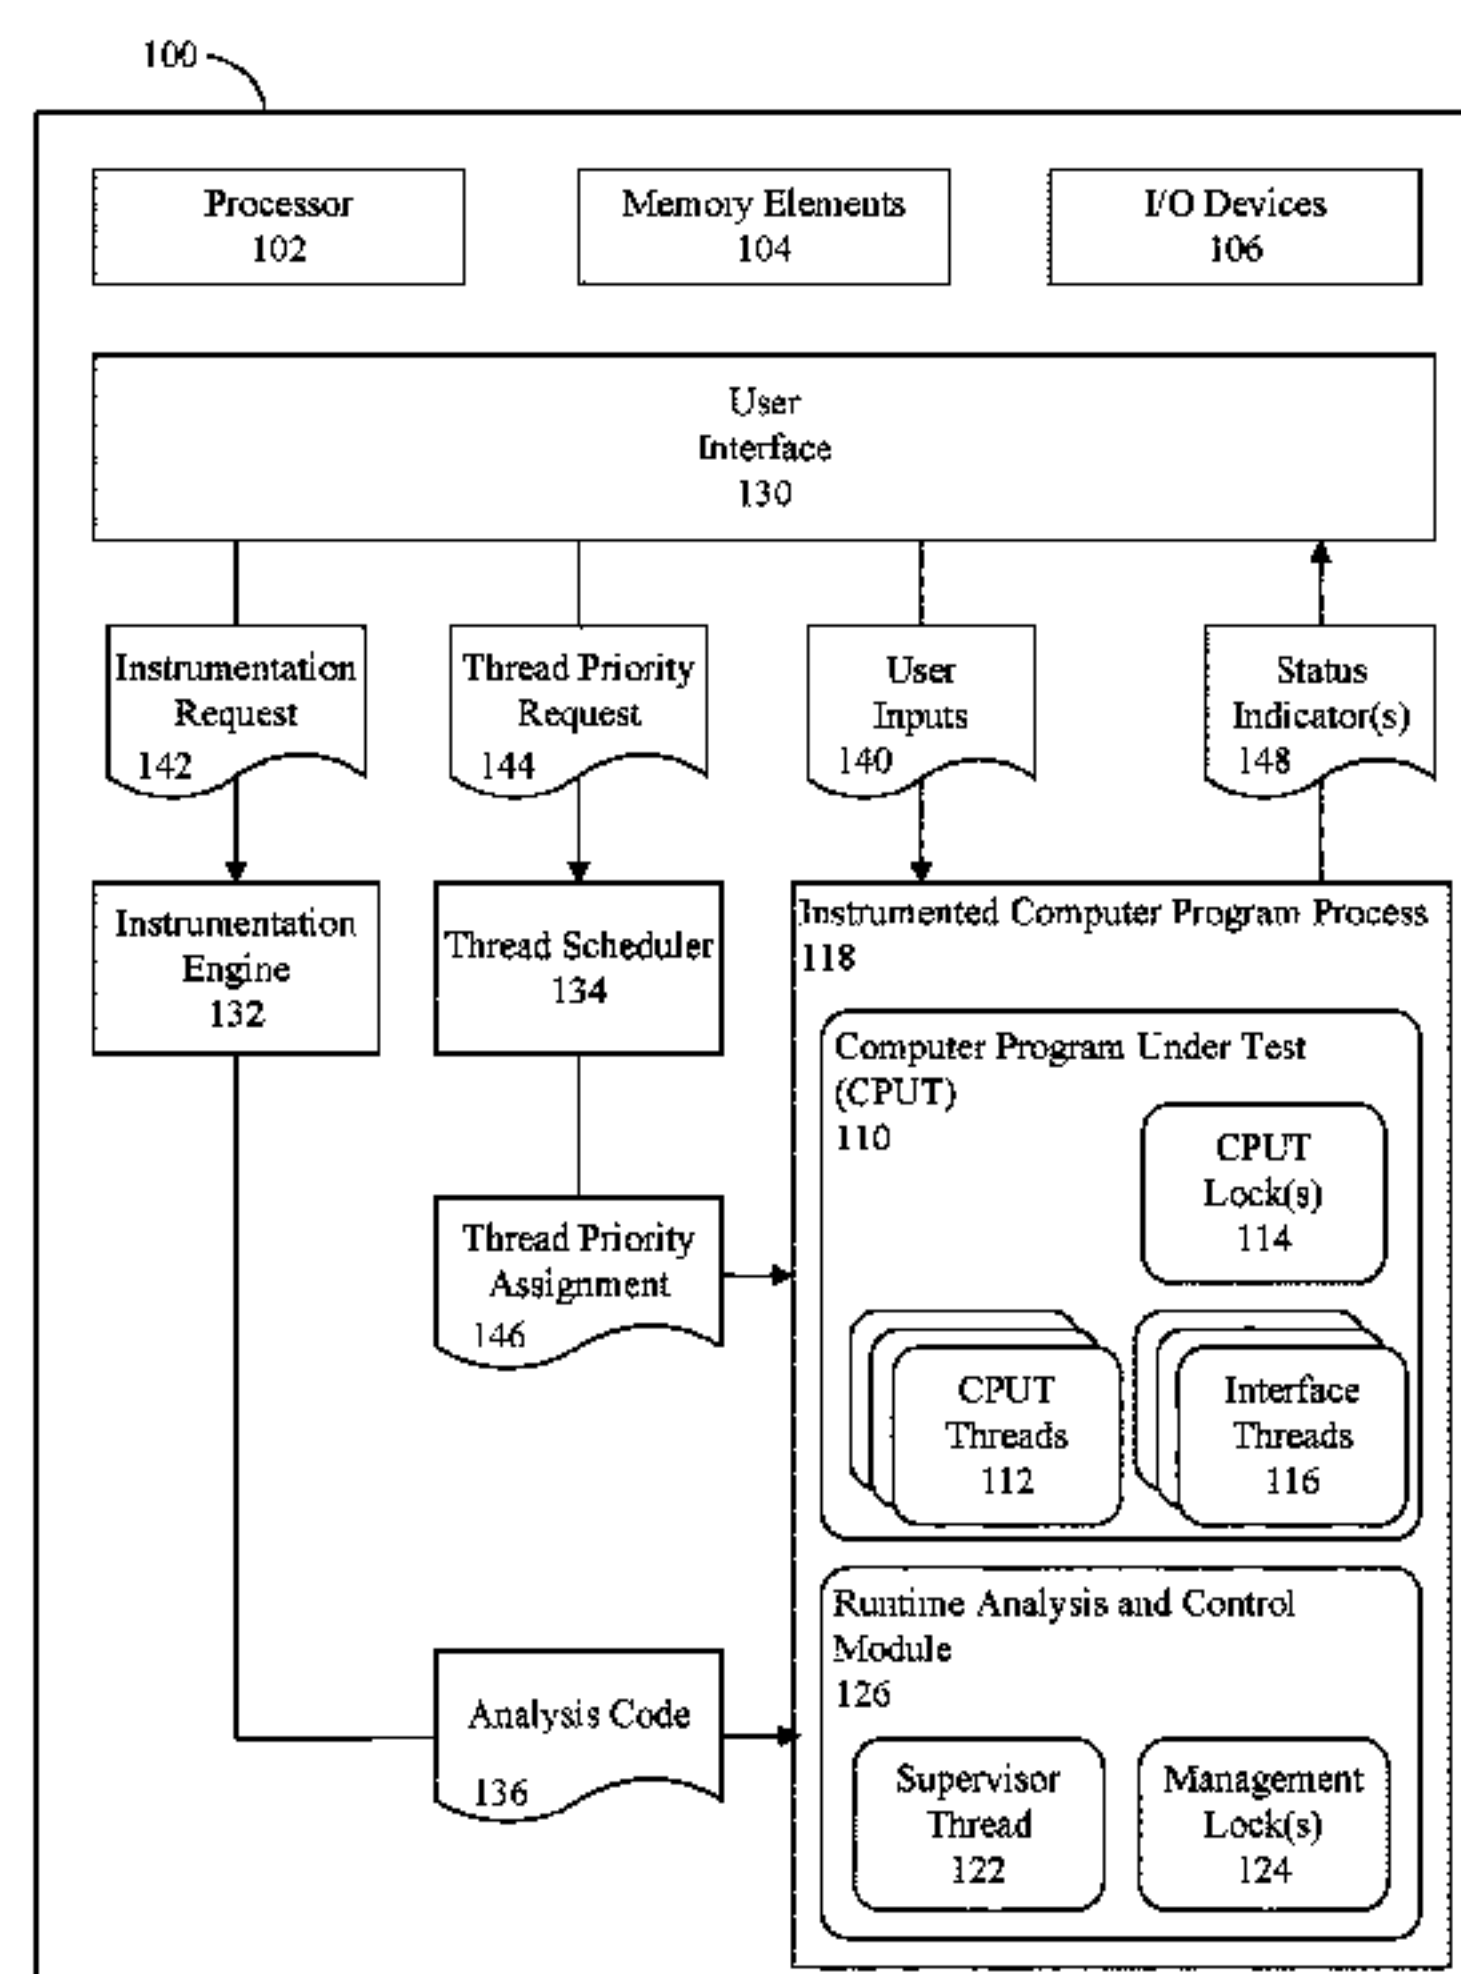 100
Processor
102
Memory Elements
104
I/O Devices
106
User
Interface
130
Instrumentation
Request
142
Thread Priority
Request
144
User
Inputs
140
Status
Indicator(s)
148
Instrumentation
Engine
132
Thread Scheduler
134
Instrumented Computer Program Process
118
Computer Program Under Test
(CPUT)
110
CPUT
Lock(s)
114
Thread Priority
Assignment
146
CPUT
Threads
112
Interface
Threads
116
Runtime Analysis and Control
Module
126
Analysis Code
136
Supervisor
Thread
122
Management
Lock(s)
124